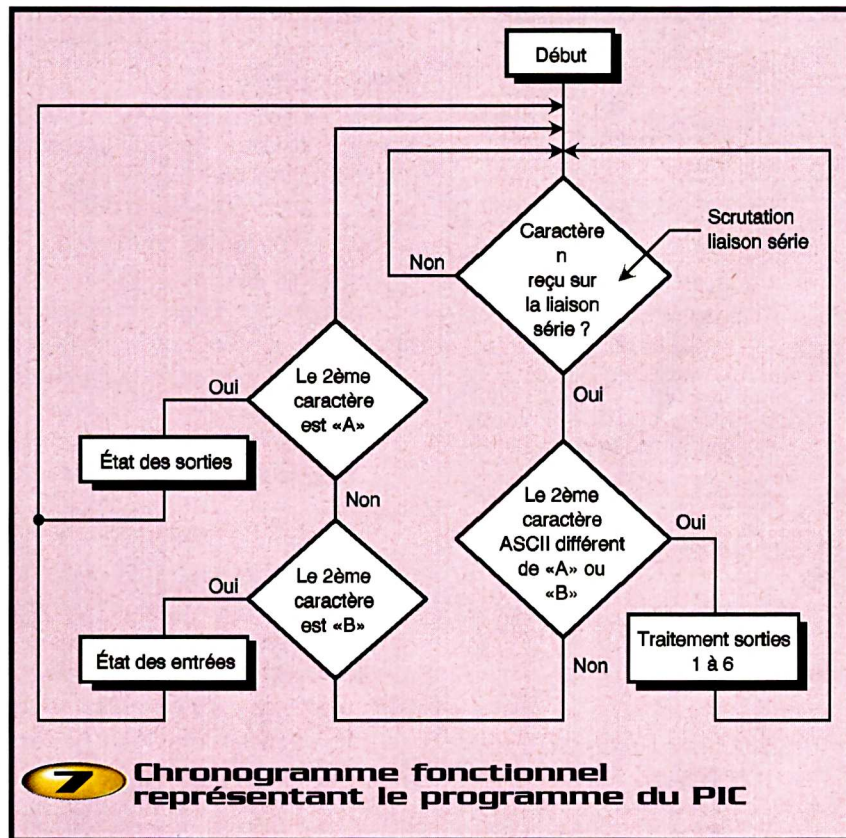 Début
Caractère
n
reçu sur
la liaison
série ?
Scrutation
liaison série
Non
Oui
Le 2ème
caractère
est «A»
Oui
État des sorties
Non
Le 2ème
caractère
ASCII différent
de «A» ou
«B»
Oui
Le 2ème
caractère
est «B»
Oui
État des entrées
Non
Traitement sorties
1 à 6
7 Chronogramme fonctionnel
représentant le programme du PIC